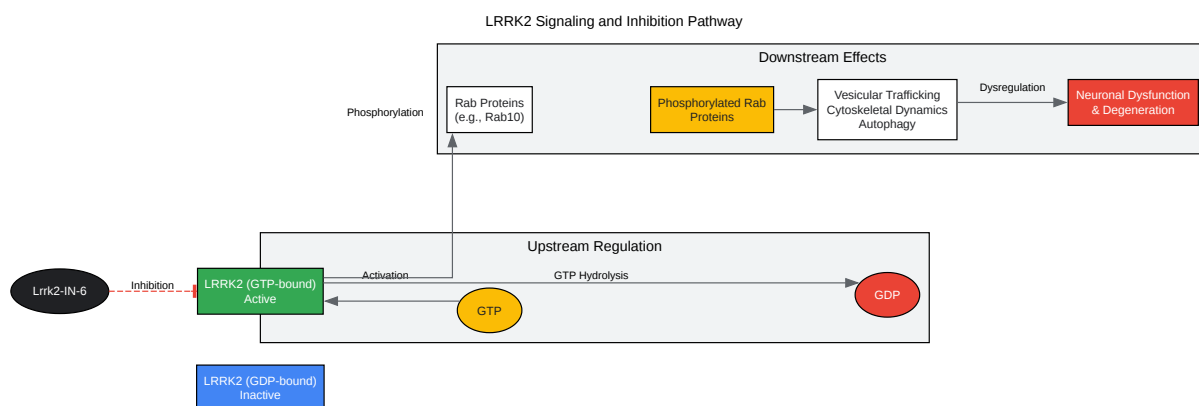 LRRK2 Signaling and Inhibition Pathway
Downstream Effects
Phosphorylation
Rab Proteins
(e.g., Rab10)
Phosphorylated Rab
Proteins
Vesicular Trafficking
Cytoskeletal Dynamics
Autophagy
Dysregulation
Neuronal Dysfunction
& Degeneration
Upstream Regulation
Lrrk2-IN-6
Inhibition
LRRK2 (GTP-bound)
Active
Activation
GTP Hydrolysis
GTP
GDP
LRRK2 (GDP-bound)
Inactive